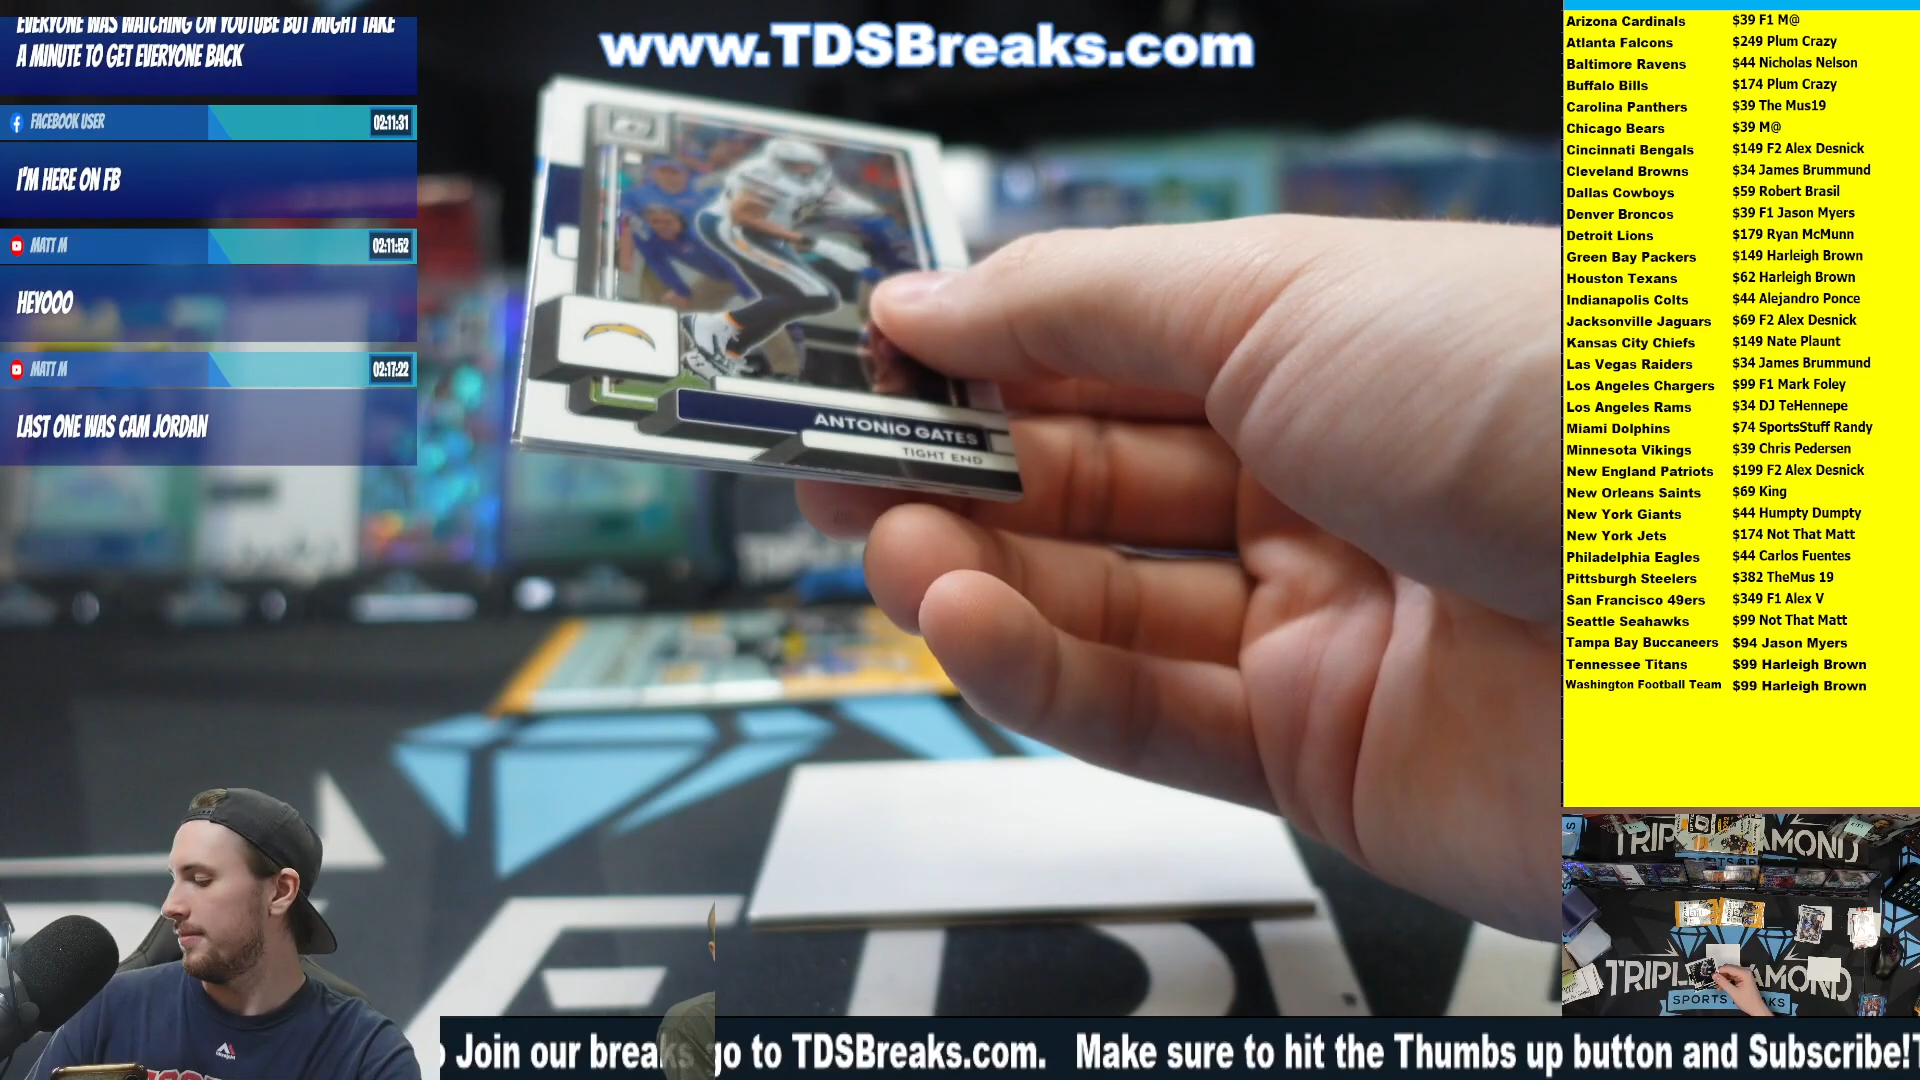 EVERYONE WAS WATCHING ON YOUTUBE BUT MIGHT TAKE
A MINUTE TO GET EVERYONE BACK
FACEBOOK USER
02:11:31
I'M HERE ON FB
MATT M
02:11:52
HEYOOO
MATT M
02:17:22
LAST ONE WAS CAM JORDAN
www.TDSBreaks.com
ANTONIO GATES
TIGHT END
Arizona Cardinals $39 F1 M@
Atlanta Falcons $249 Plum Crazy
Baltimore Ravens $44 Nicholas Nelson
Buffalo Bills $174 Plum Crazy
Carolina Panthers $39 The Mus19
Chicago Bears $39 M@
Cincinnati Bengals $149 F2 Alex Desnick
Cleveland Browns $34 James Brummund
Dallas Cowboys $59 Robert Brasil
Denver Broncos $39 F1 Jason Myers
Detroit Lions $179 Ryan McMunn
Green Bay Packers $149 Harleigh Brown
Houston Texans $62 Harleigh Brown
Indianapolis Colts $44 Alejandro Ponce
Jacksonville Jaguars $69 F2 Alex Desnick
Kansas City Chiefs $149 Nate Plaunt
Las Vegas Raiders $34 James Brummund
Los Angeles Chargers $99 F1 Mark Foley
Los Angeles Rams $34 DJ TeHennepe
Miami Dolphins $74 SportsStuff Randy
Minnesota Vikings $39 Chris Pedersen
New England Patriots $199 F2 Alex Desnick
New Orleans Saints $69 King
New York Giants $44 Humpty Dumpty
New York Jets $174 Not That Matt
Philadelphia Eagles $44 Carlos Fuentes
Pittsburgh Steelers $382 TheMus 19
San Francisco 49ers $349 F1 Alex V
Seattle Seahawks $99 Not That Matt
Tampa Bay Buccaneers $94 Jason Myers
Tennessee Titans $99 Harleigh Brown
Washington Football Team $99 Harleigh Brown
TRIPL AMOND
TRIPL AMOND
SPORTS BREAKS
Join our breaks go to TDSBreaks.com. Make sure to hit the Thumbs up button and Subscribe!